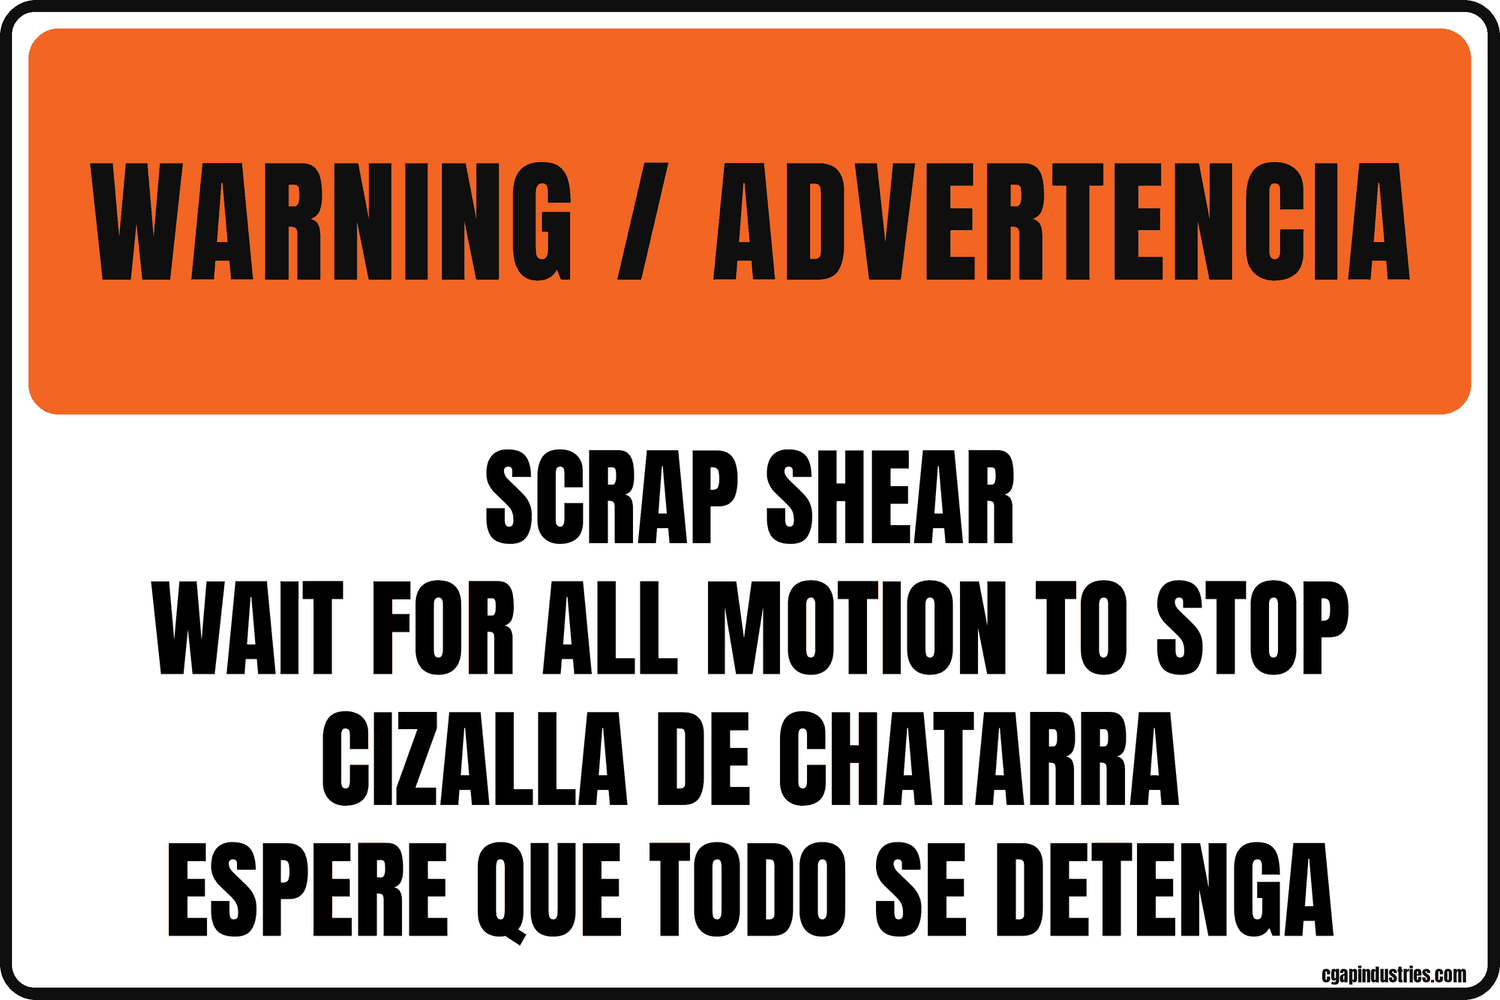 WARNING / ADVERTENCIA
SCRAP SHEAR
WAIT FOR ALL MOTION TO STOP
CIZALLA DE CHATARRA
ESPERE QUE TODO SE DETENGA
cgapindustries.com